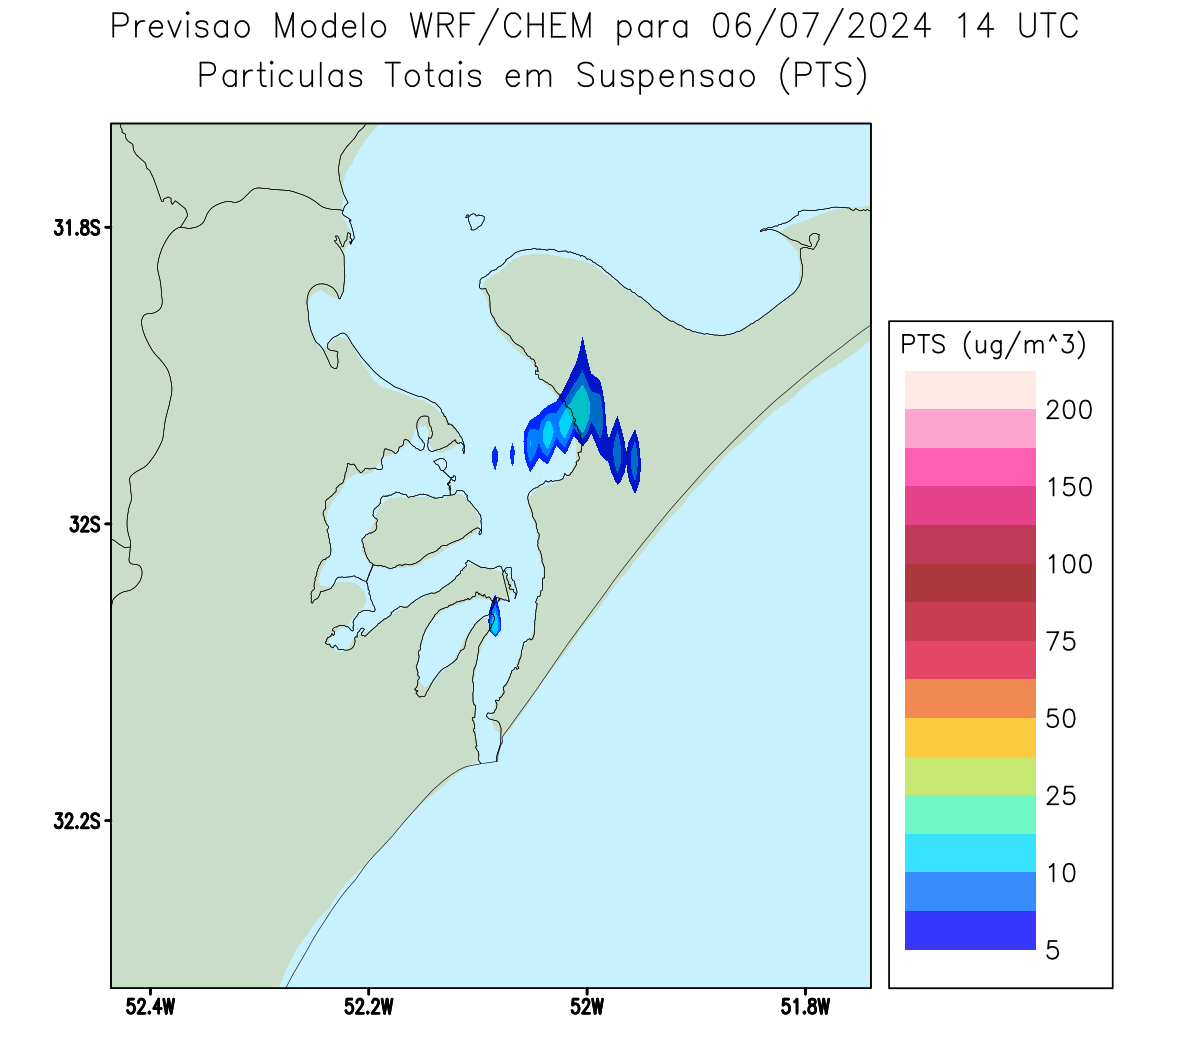 Previsao Modelo WRF/CHEM para 06/07/2024 14 UTC
Particulas Totais em Suspensao (PTS)
31.8S
32S
32.2S
52.4W
52.2W
52W
51.8W
PTS (ug/m^3)
200
150
100
75
50
25
10
5